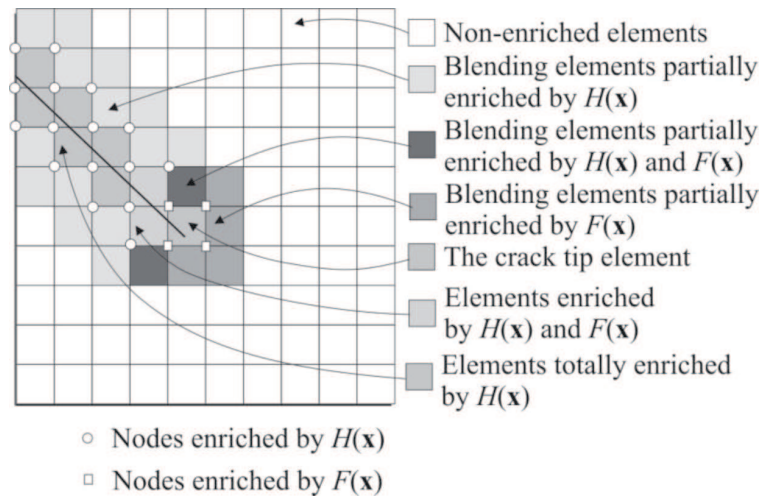 Non-enriched elements
Blending elements partially
enriched by H(x)
Blending elements partially
enriched by H(x) and F(x)
Blending elements partially
enriched by F(x)
The crack tip element
Elements enriched
by H(x) and F(x)
Elements totally enriched
by H(x)
Nodes enriched by H(x)
Nodes enriched by F(x)